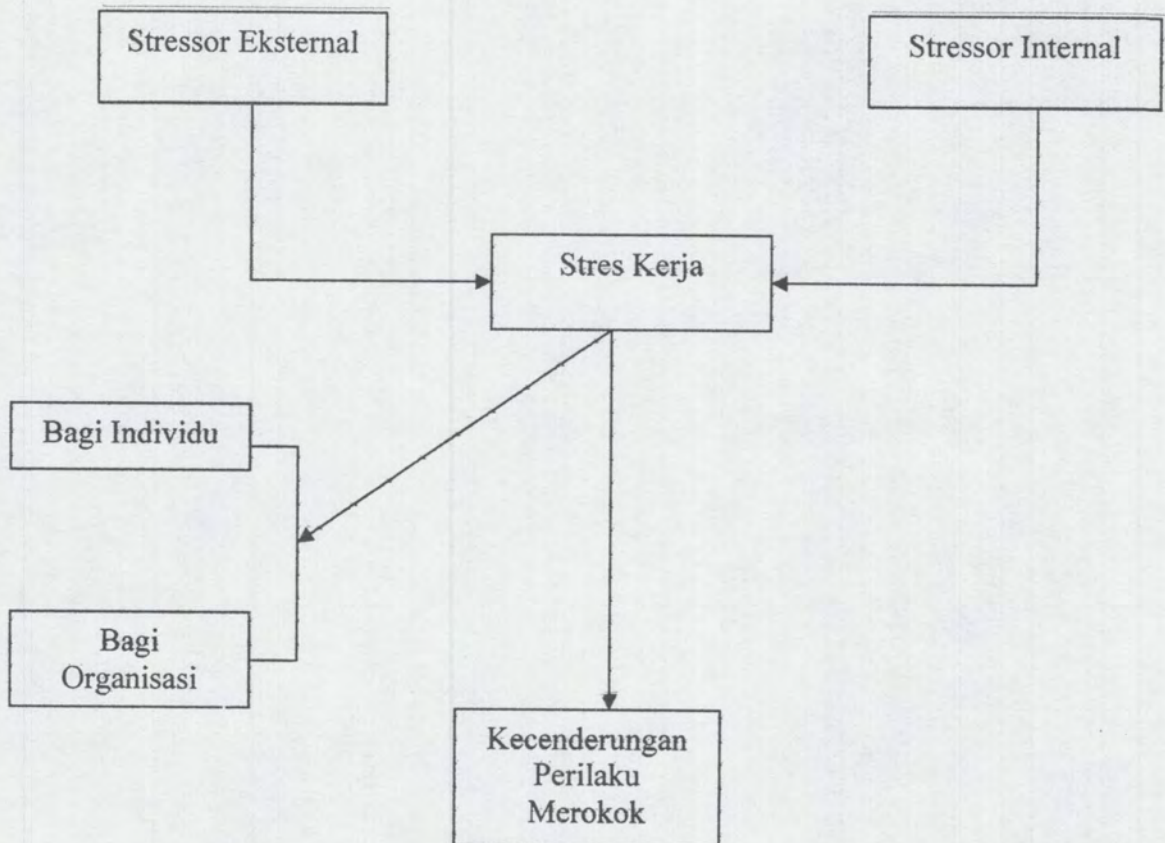 Stressor Eksternal
Stressor Internal
Stres Kerja
Bagi Individu
Bagi
Organisasi
Kecenderungan
Perilaku
Merokok